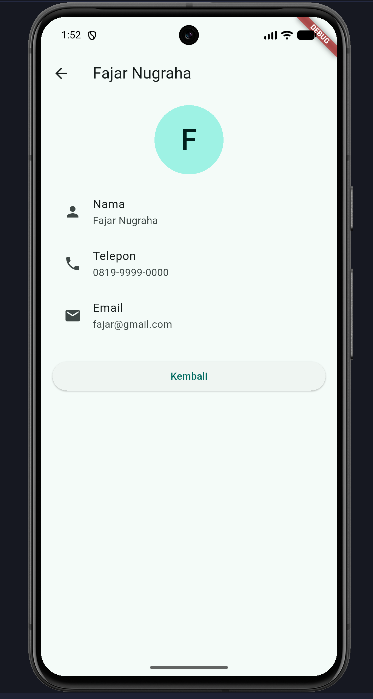 1:52
DEBUG
Fajar Nugraha
F
Nama
Fajar Nugraha
Telepon
0819-9999-0000
Email
fajar@gmail.com
Kembali